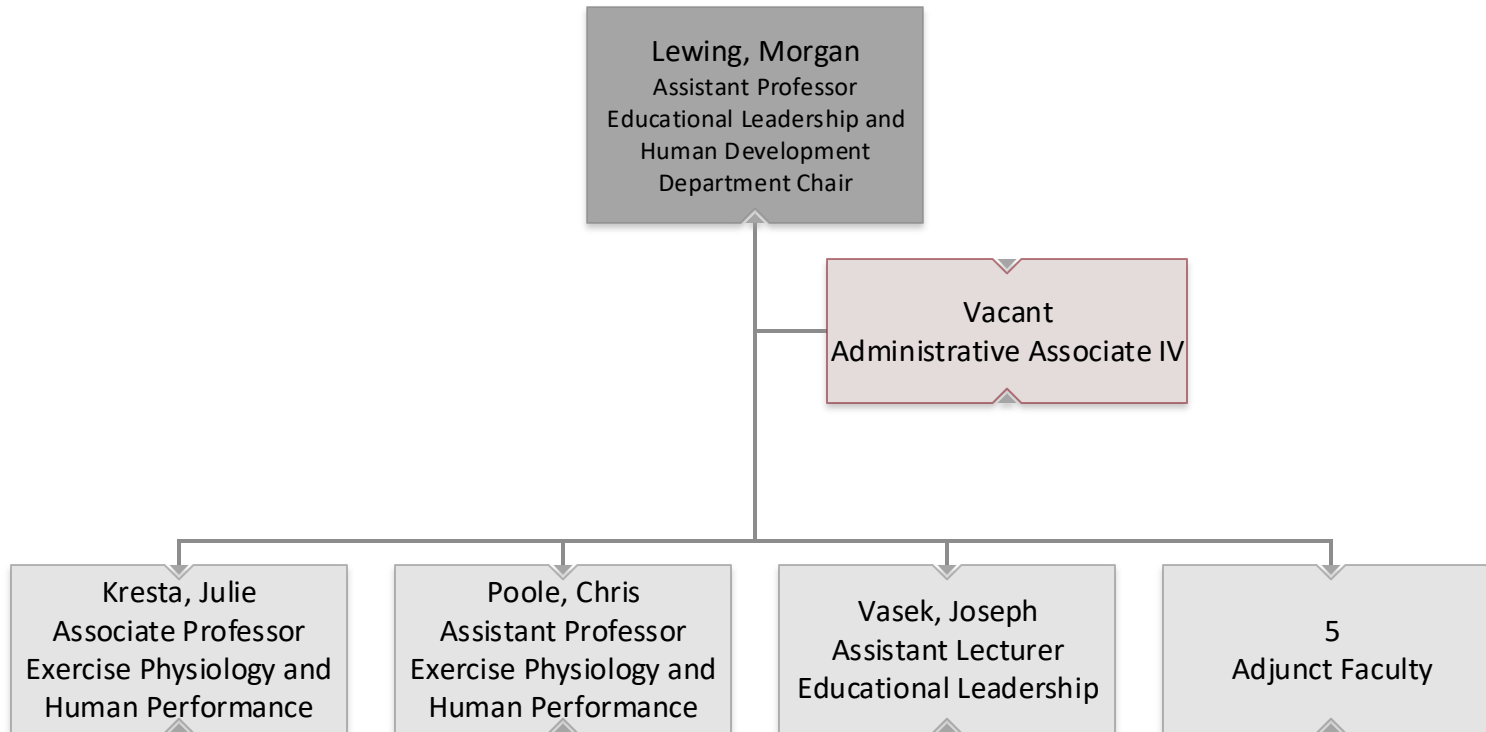 Lewing, Morgan
Assistant Professor
Educational Leadership and
Human Development
Department Chair
Vacant
Administrative Associate IV
Kresta, Julie
Associate Professor
Exercise Physiology and
Human Performance
Poole, Chris
Assistant Professor
Exercise Physiology and
Human Performance
Vasek, Joseph
Assistant Lecturer
Educational Leadership
5
Adjunct Faculty